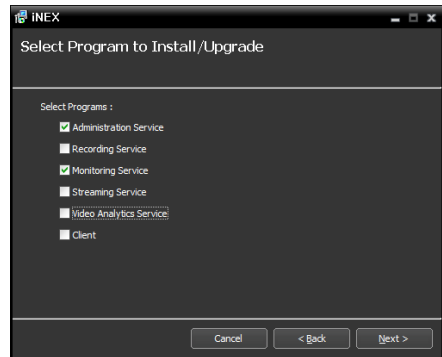 iNEX
Select Program to Install/Upgrade
Select Programs :
Administration Service
Recording Service
Monitoring Service
Streaming Service
Video Analytics Service
Client
Cancel
< Back
Next >